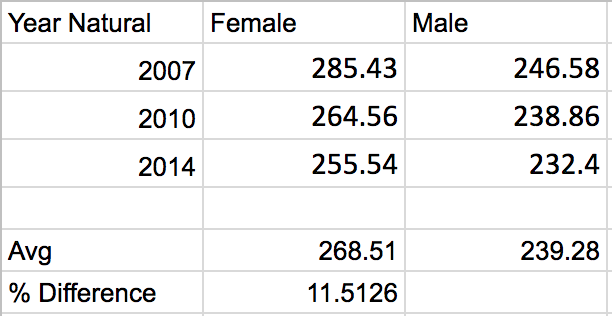 Year Natural Female Male
2007 285.43 246.58
2010 264.56 238.86
2014 255.54 232.4
Avg 268.51 239.28
% Difference 11.5126